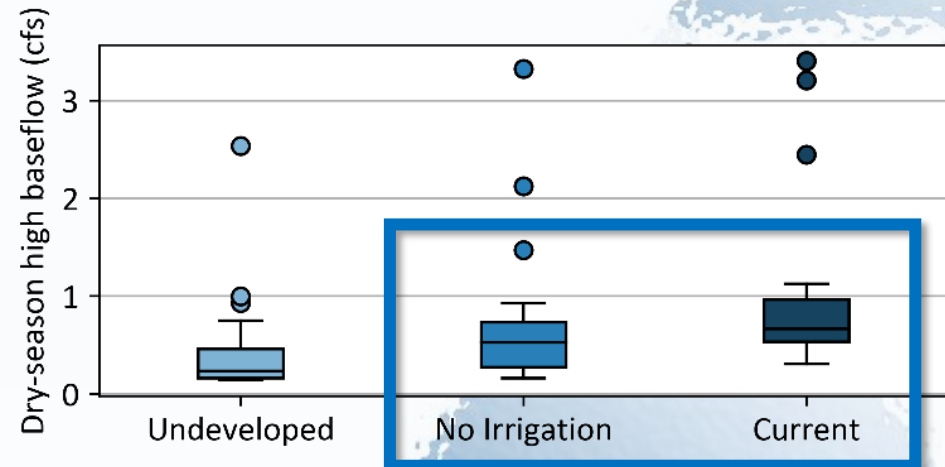 Dry-season high baseflow (cfs)
3
2
1
0
Undeveloped
No Irrigation
Current